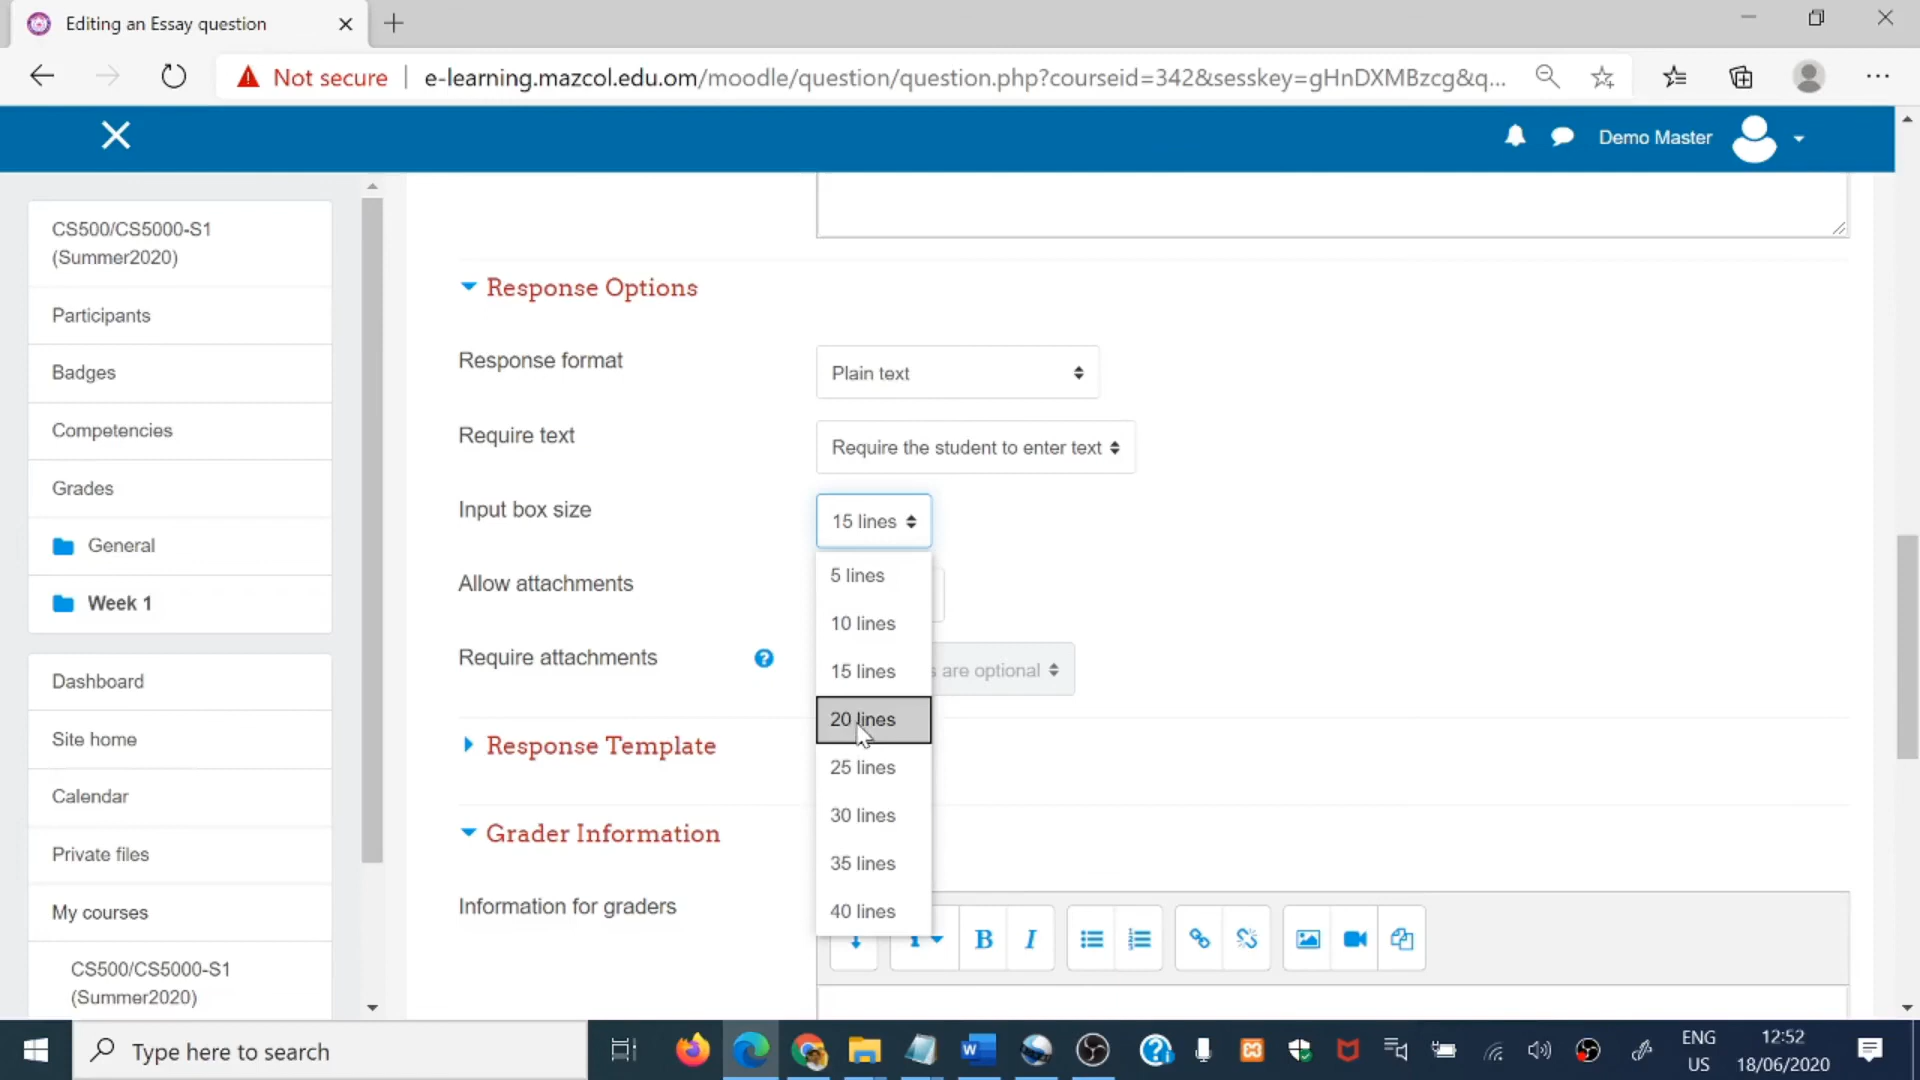 Editing an Essay question
Not secure
e-learning.mazcol.edu.om/moodle/question/question.php?courseid=342&sesskey=gHnDXMBzcg&q...
Demo Master
CS500/CS5000-S1
(Summer2020)
Participants
Badges
Competencies
Grades
General
Week 1
Dashboard
Site home
Calendar
Private files
My courses
CS500/CS5000-S1
(Summer2020)
Response Options
Response format
Plain text
Require text
Require the student to enter text
Input box size
15 lines
5 lines
10 lines
15 lines
20 lines
25 lines
30 lines
35 lines
40 lines
Allow attachments
Require attachments
s are optional
Response Template
Grader Information
Information for graders
B I
Type here to search
ENG
US
12:52
18/06/2020